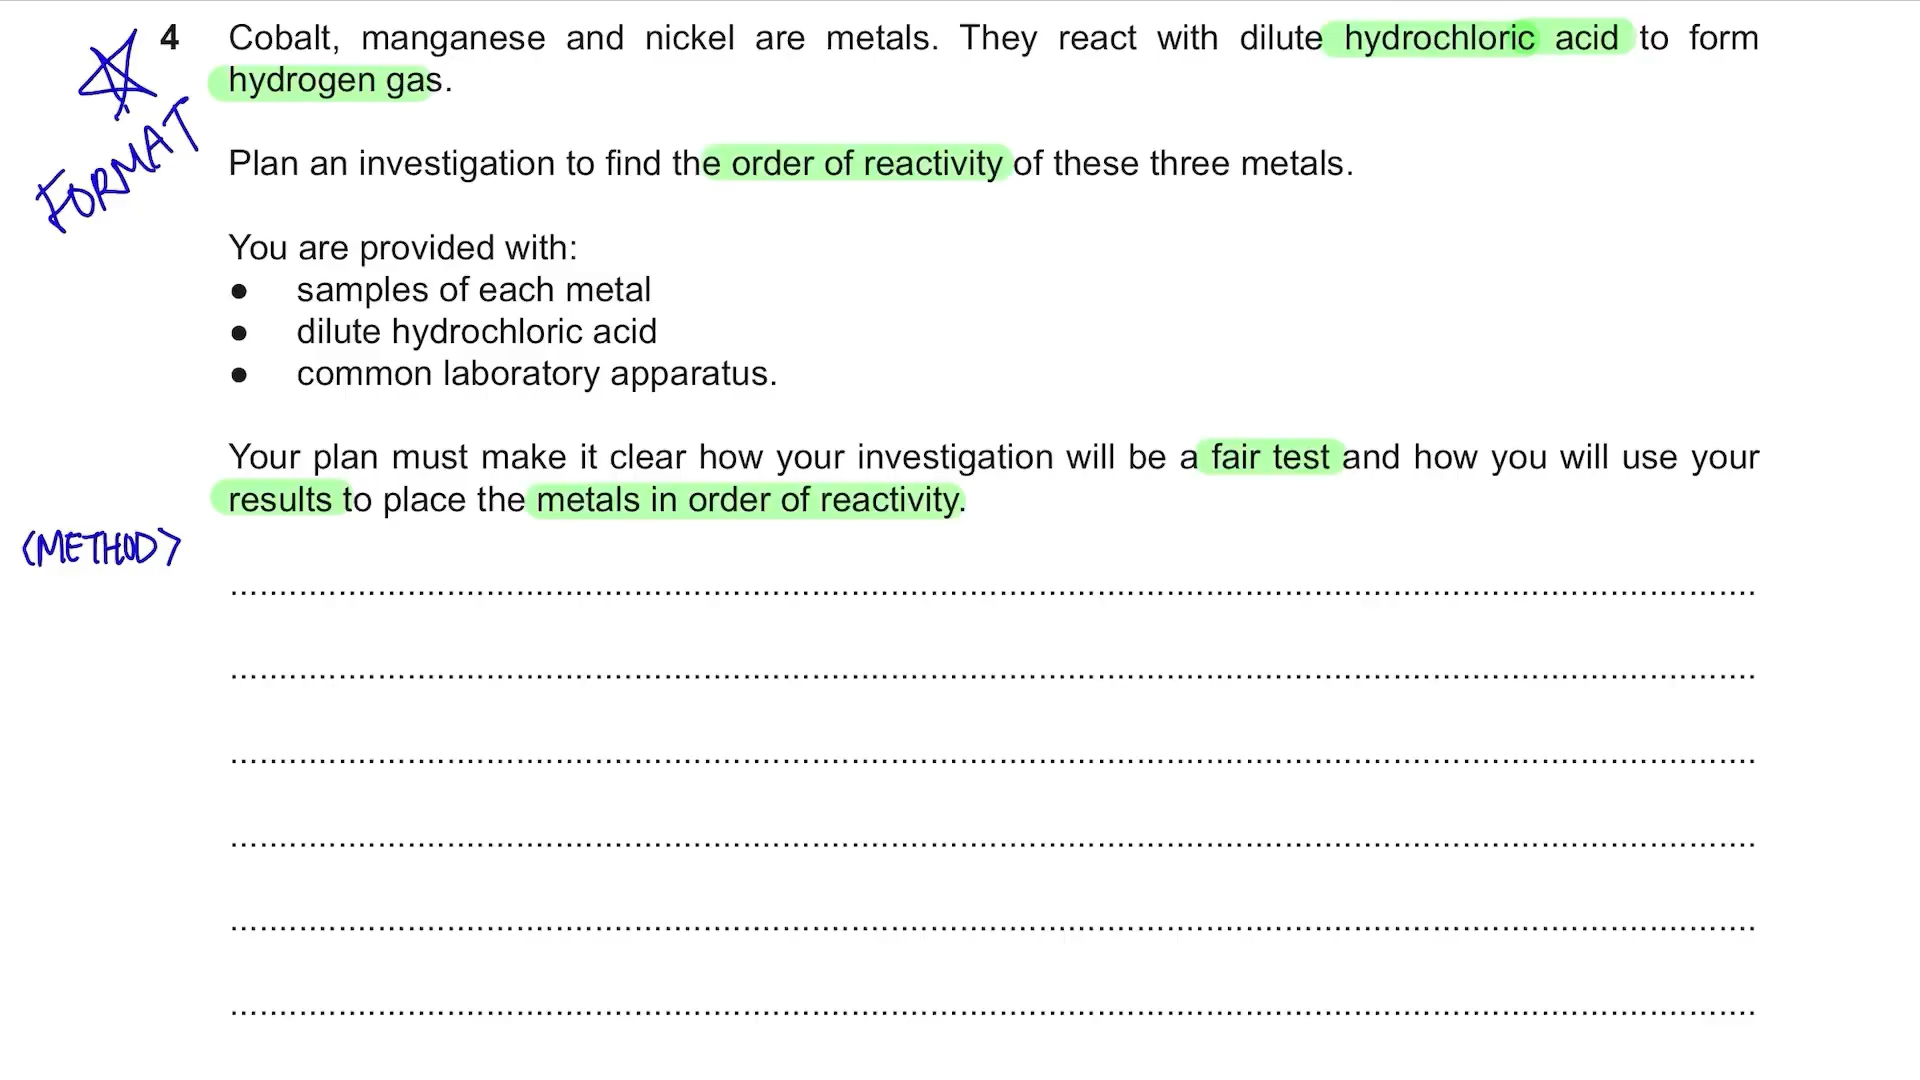 4 Cobalt, manganese and nickel are metals. They react with dilute hydrochloric acid to form
hydrogen gas.
FORMAT
Plan an investigation to find the order of reactivity of these three metals.
You are provided with:
● samples of each metal
● dilute hydrochloric acid
● common laboratory apparatus.
Your plan must make it clear how your investigation will be a fair test and how you will use your
results to place the metals in order of reactivity.
<METHOD>